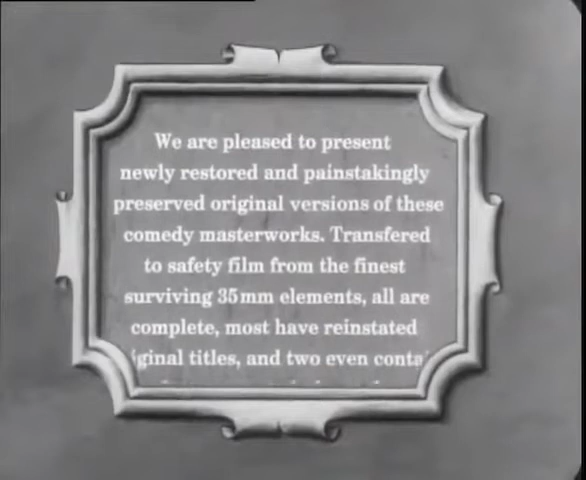 We are pleased to present
newly restored and painstakingly
preserved original versions of these
comedy masterworks. Transfered
to safety film from the finest
surviving 35mm elements, all are
complete, most have reinstated
titles, and two even